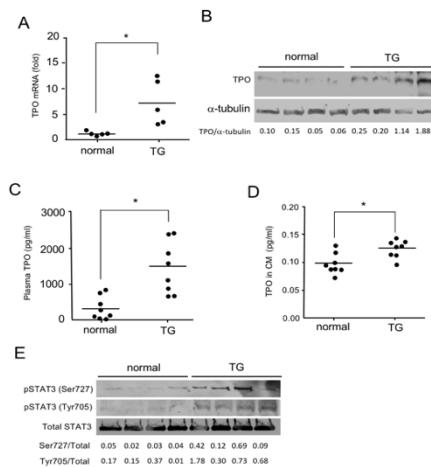 A
*
TPO mRNA (fold)
20
15
10
5
0
normal TG
B
normal TG
TPO
α-tubulin
TPO/α-tubulin 0.10 0.15 0.05 0.06 0.25 0.20 1.14 1.88
C
*
Plasma TPO (pg/ml)
3000
2000
1000
0
normal TG
D
*
TPO in CM (pg/ml)
0.20
0.15
0.10
0.05
0.00
normal TG
E
normal TG
pSTAT3 (Ser727)
pSTAT3 (Tyr705)
Total STAT3
Ser727/Total 0.05 0.02 0.03 0.04 0.42 0.12 0.69 0.09
Tyr705/Total 0.17 0.15 0.37 0.01 1.78 0.30 0.73 0.68